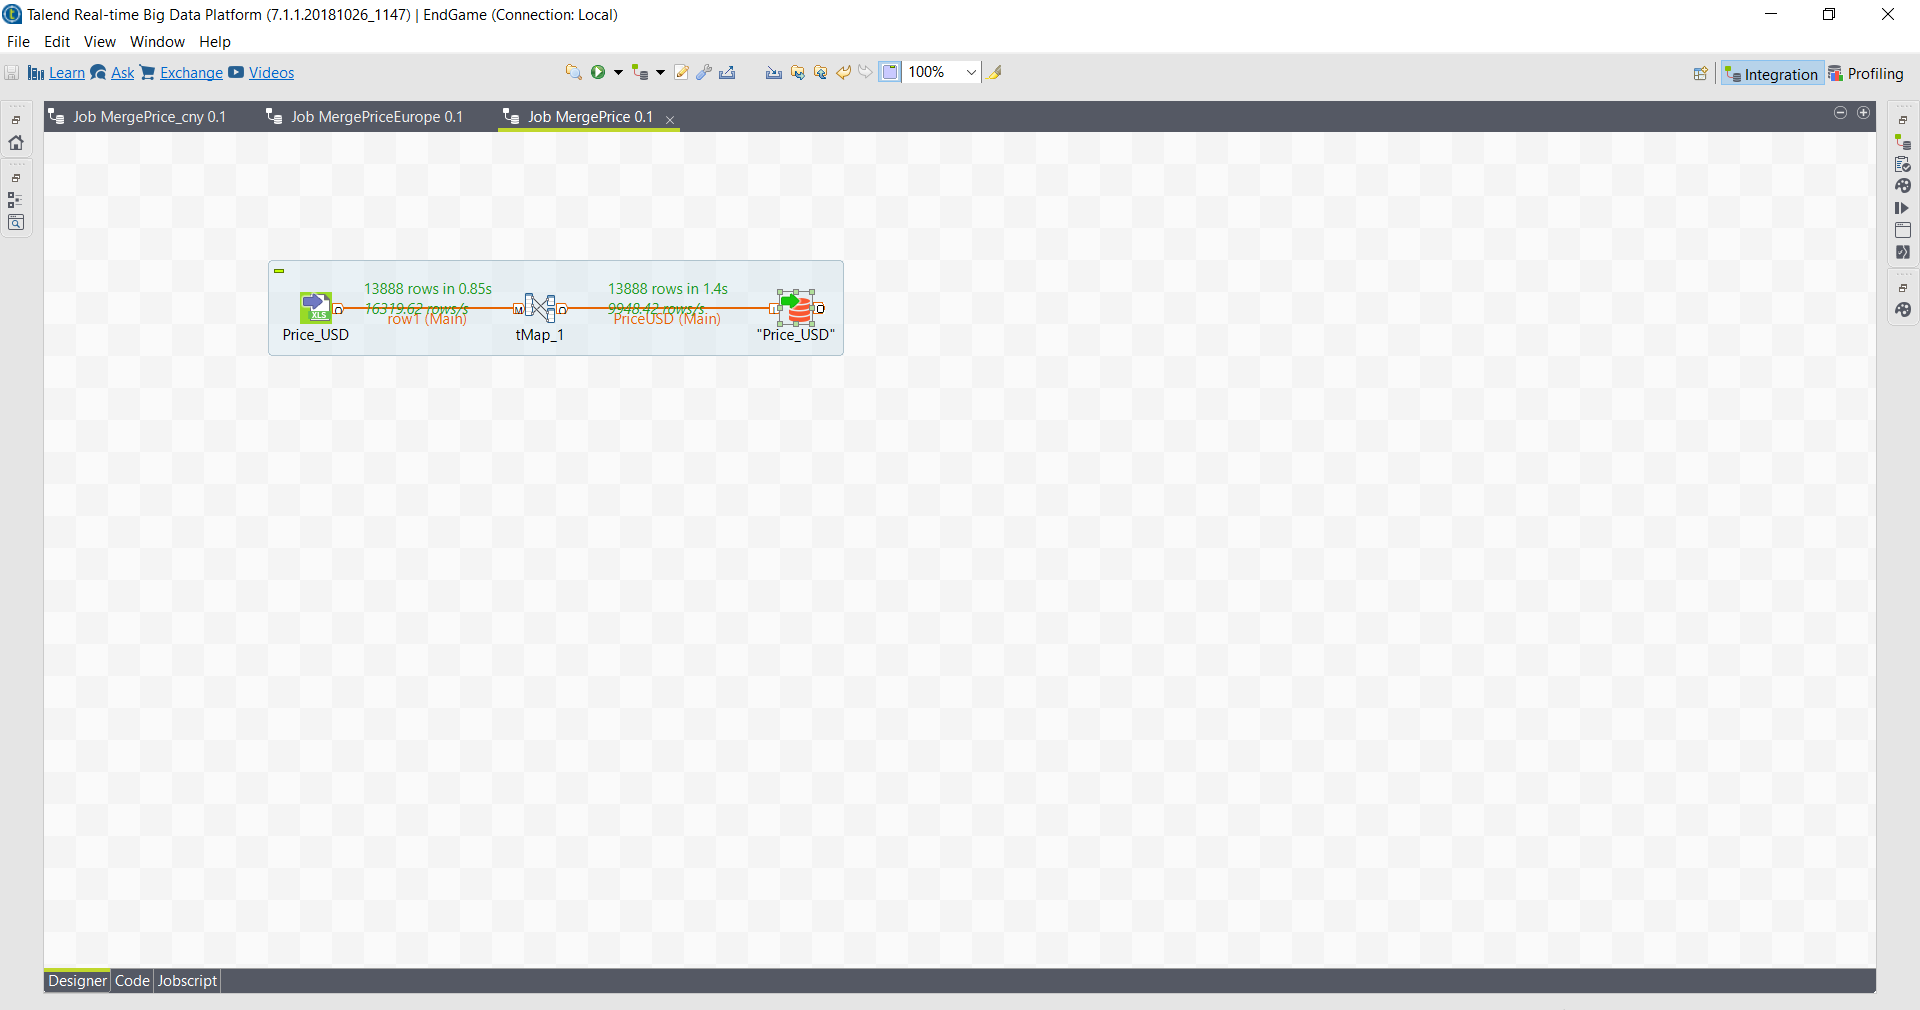 Talend Real-time Big Data Platform (7.1.1.20181026_1147) | EndGame (Connection: Local)
File Edit View Window Help
Learn Ask Exchange Videos 100% Integration Profiling
Job MergePrice_cny 0.1 Job MergePriceEurope 0.1 Job MergePrice 0.1
13888 rows in 0.85s 13888 rows in 1.4s
16319.62 rows/s 9948.42 rows/s
row1 (Main) PriceUSD (Main)
XLS
Price_USD tMap_1 "Price_USD"
Designer Code Jobscript